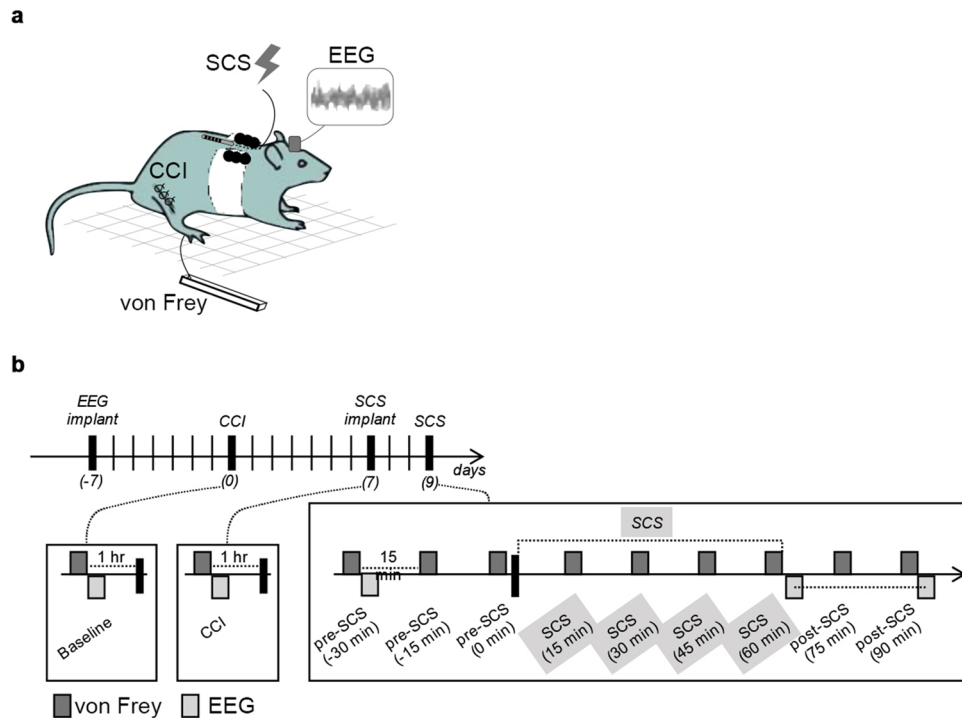 a
SCS
EEG
CCI
von Frey
b
EEG
implant
CCI
SCS
implant
SCS
days
(-7)
(0)
(7)
(9)
SCS
1 hr
1 hr
15
min
Baseline
CCI
pre-SCS
(-30 min)
pre-SCS
(-15 min)
pre-SCS
(0 min)
SCS
(15 min)
SCS
(30 min)
SCS
(45 min)
SCS
(60 min)
post-SCS
(75 min)
post-SCS
(90 min)
von Frey
EEG